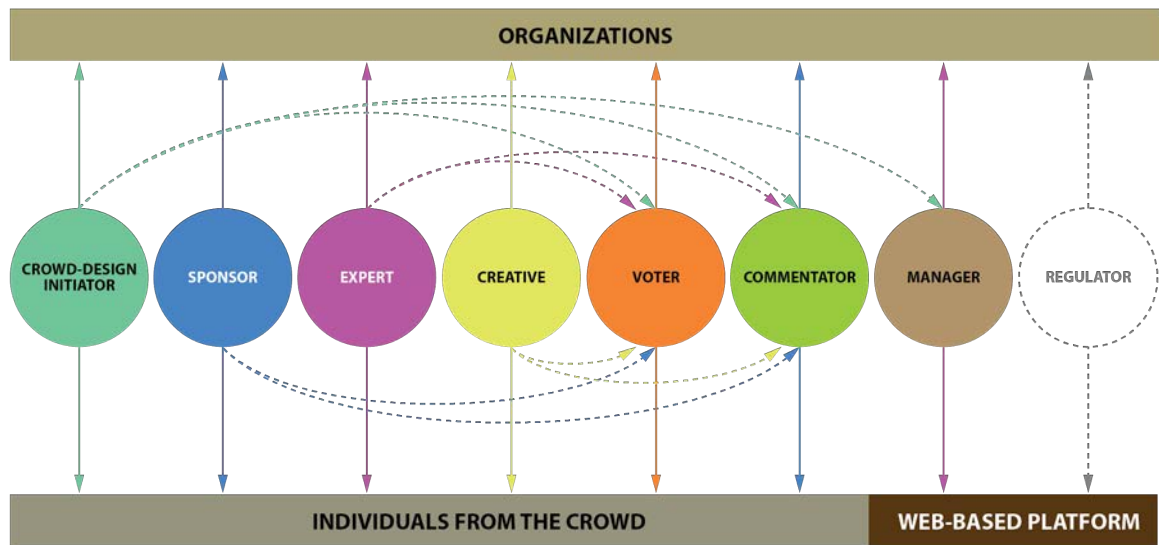 ORGANIZATIONS
CROWD-DESIGN
INITIATOR
SPONSOR
EXPERT
CREATIVE
VOTER
COMMENTATOR
MANAGER
REGULATOR
INDIVIDUALS FROM THE CROWD
WEB-BASED PLATFORM